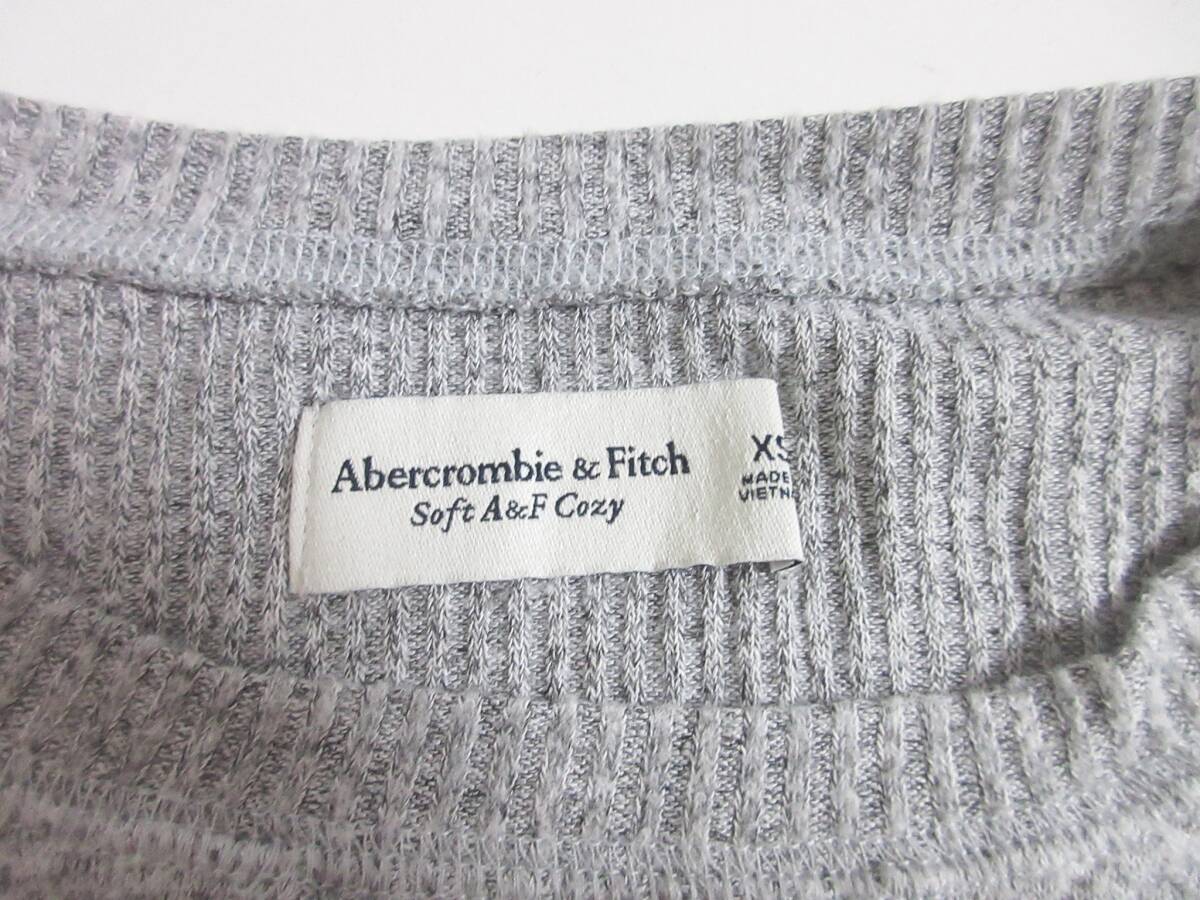 Abercrombie & Fitch
Soft A&F Cozy
XS
MADE
VIETN